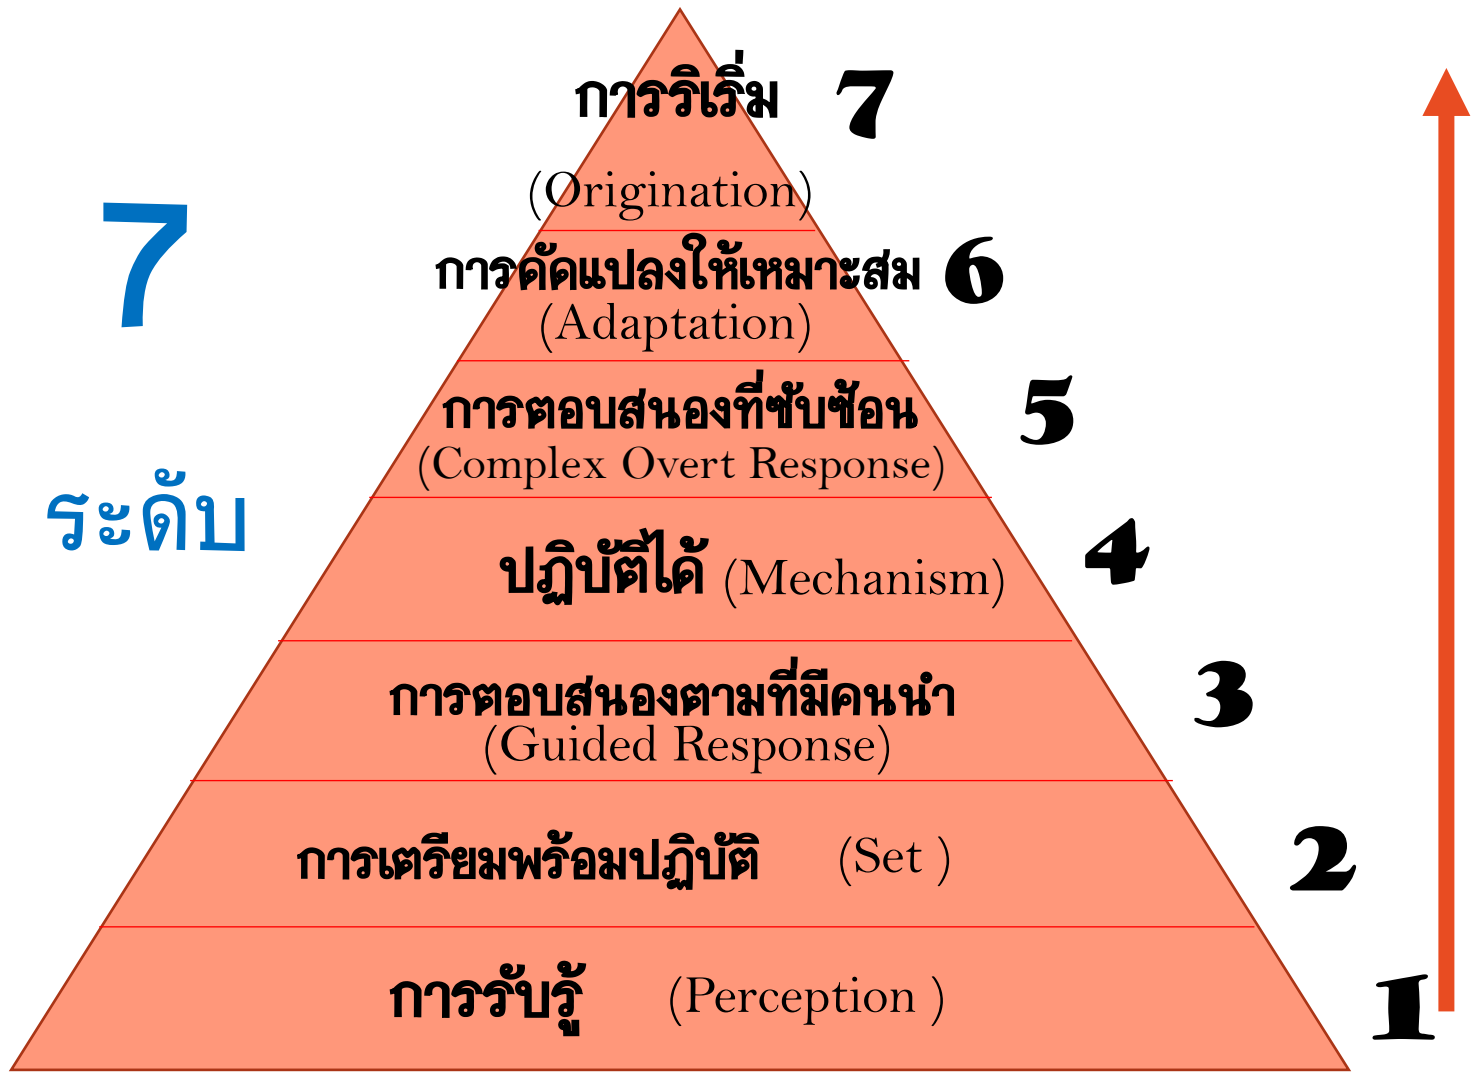 การริเริ่ม 7
(Origination)
7
การดัดแปลงให้เหมาะสม 6
(Adaptation)
การตอบสนองที่ซับซ้อน 5
(Complex Overt Response)
ระดับ
ปฏิบัติได้ (Mechanism) 4
การตอบสนองตามที่มีคนนำ 3
(Guided Response)
การเตรียมพร้อมปฏิบัติ (Set ) 2
การรับรู้ (Perception ) 1